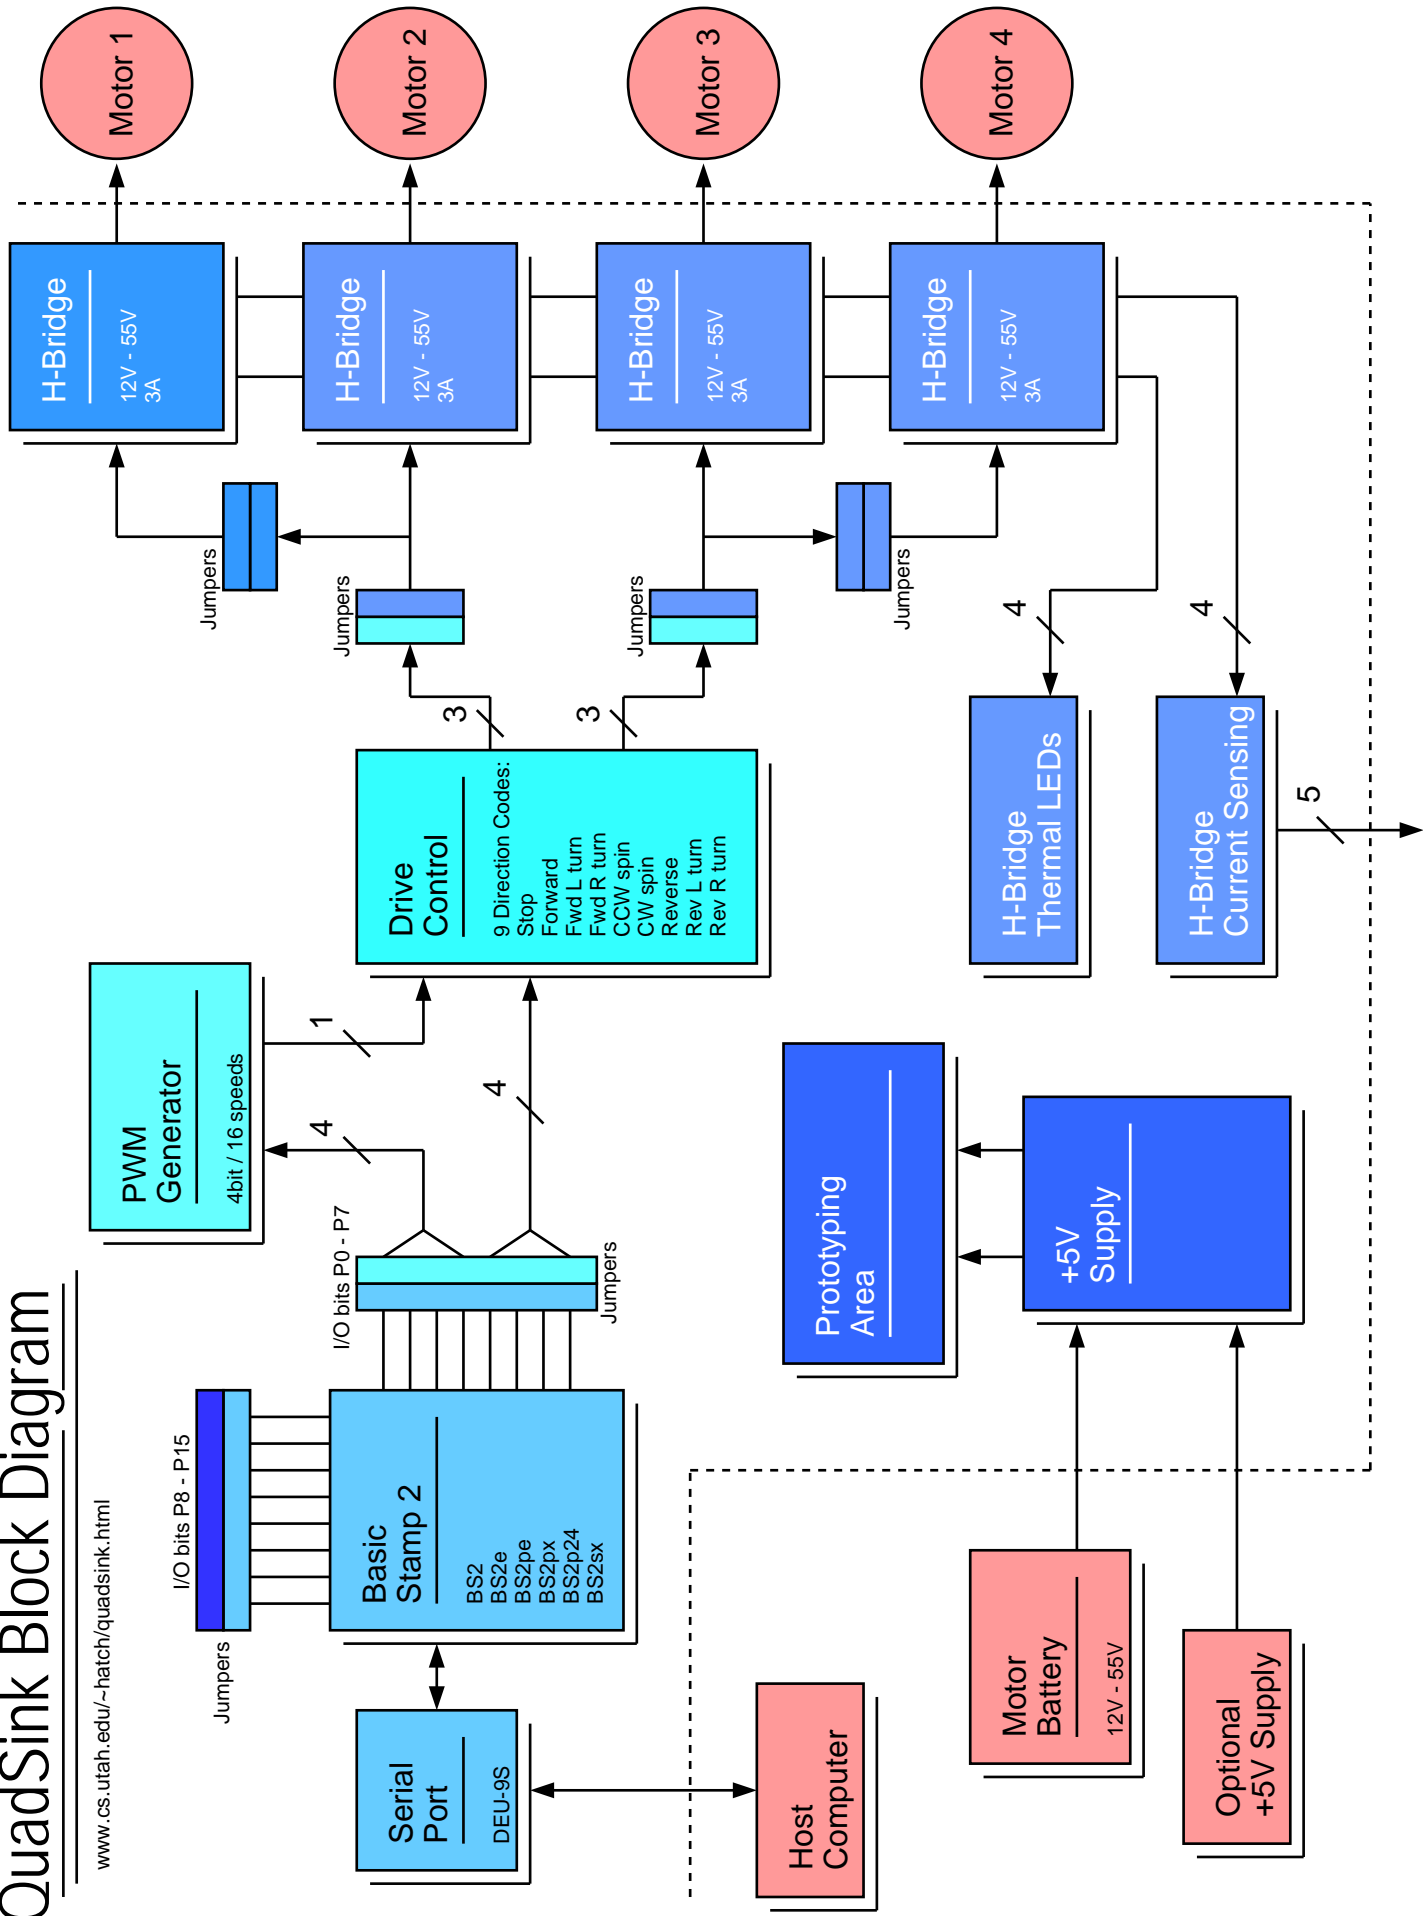 QuadSink Block Diagram
www.cs.utah.edu/~hatch/quadsink.html
I/O bits P8 - P15
Jumpers
Serial
Port
DEU-9S
Basic
Stamp 2
BS2
BS2e
BS2pe
BS2px
BS2p24
BS2sx
I/O bits P0 - P7
Jumpers
PWM
Generator
4bit / 16 speeds
4
1
4
Drive
Control
9 Direction Codes:
Stop
Forward
Fwd L turn
Fwd R turn
CCW spin
CW spin
Reverse
Rev L turn
Rev R turn
3
3
Jumpers
Jumpers
Jumpers
Jumpers
H-Bridge
12V - 55V
3A
H-Bridge
12V - 55V
3A
H-Bridge
12V - 55V
3A
H-Bridge
12V - 55V
3A
Motor 1
Motor 2
Motor 3
Motor 4
Host
Computer
Motor
Battery
12V - 55V
Optional
+5V Supply
Prototyping
Area
+5V
Supply
H-Bridge
Thermal LEDs
4
H-Bridge
Current Sensing
4
5